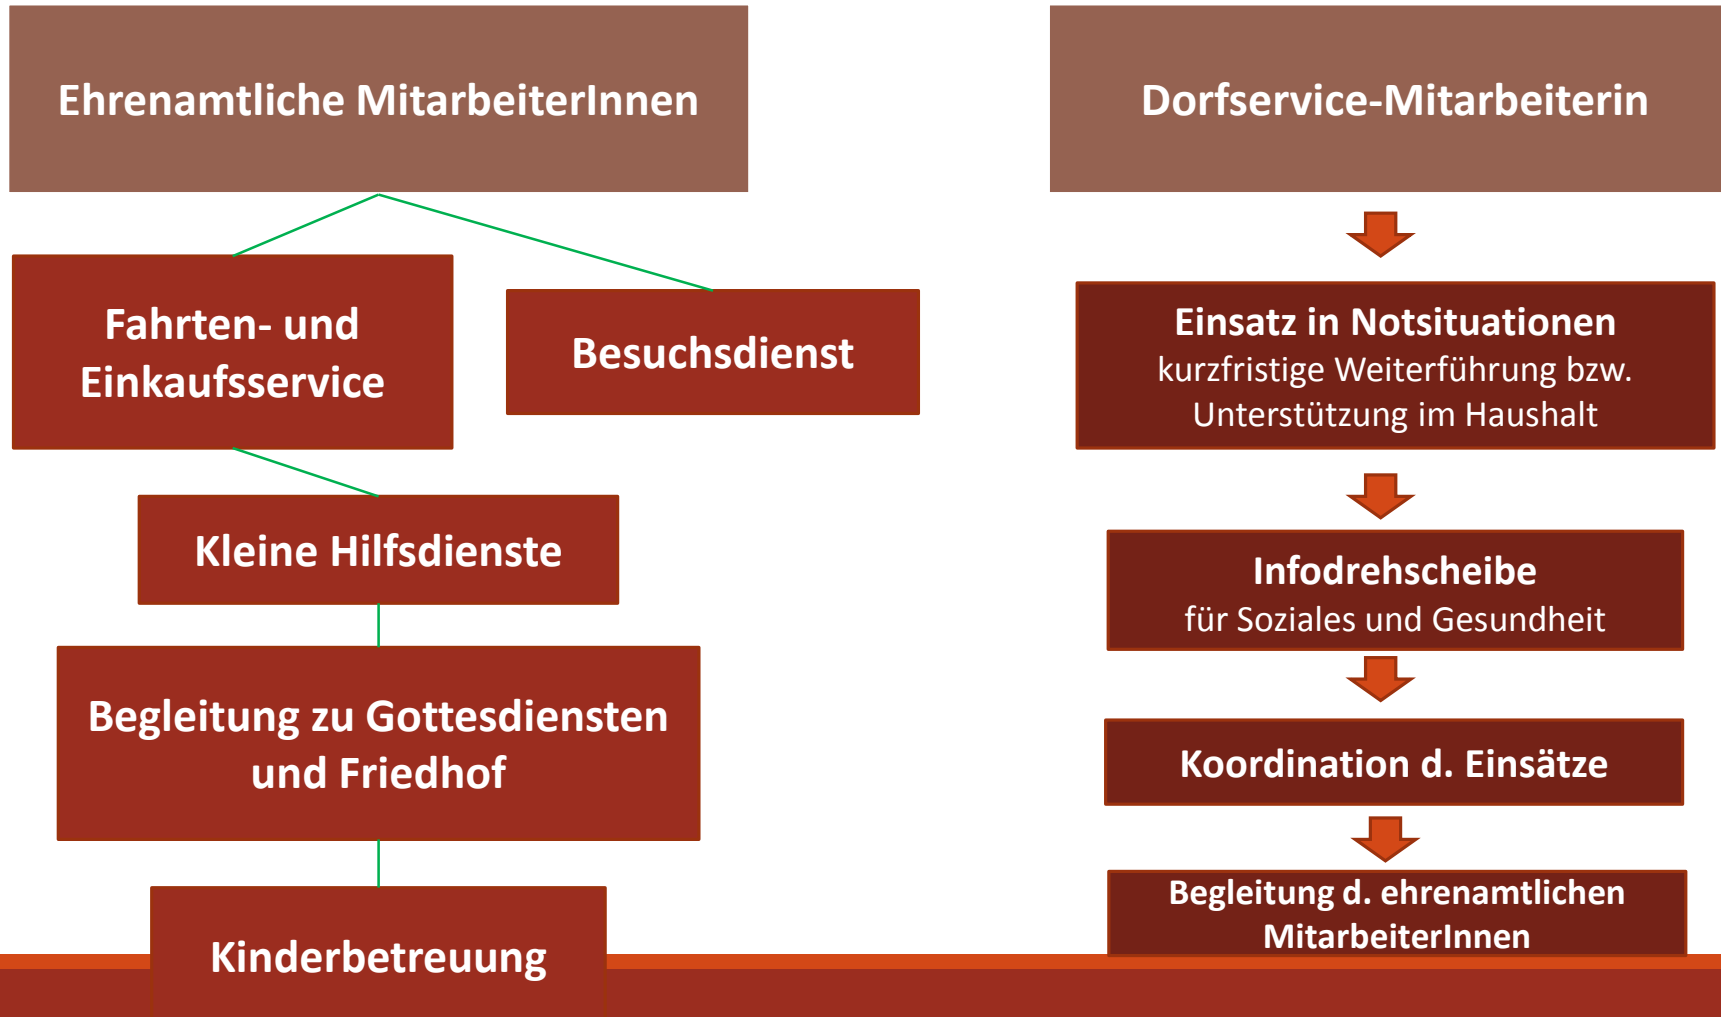 Ehrenamtliche MitarbeiterInnen
Fahrten- und
Einkaufsservice
Besuchsdienst
Kleine Hilfsdienste
Begleitung zu Gottesdiensten
und Friedhof
Kinderbetreuung
Dorfservice-Mitarbeiterin
Einsatz in Notsituationen
kurzfristige Weiterführung bzw.
Unterstützung im Haushalt
Infodrehscheibe
für Soziales und Gesundheit
Koordination d. Einsätze
Begleitung d. ehrenamtlichen
MitarbeiterInnen